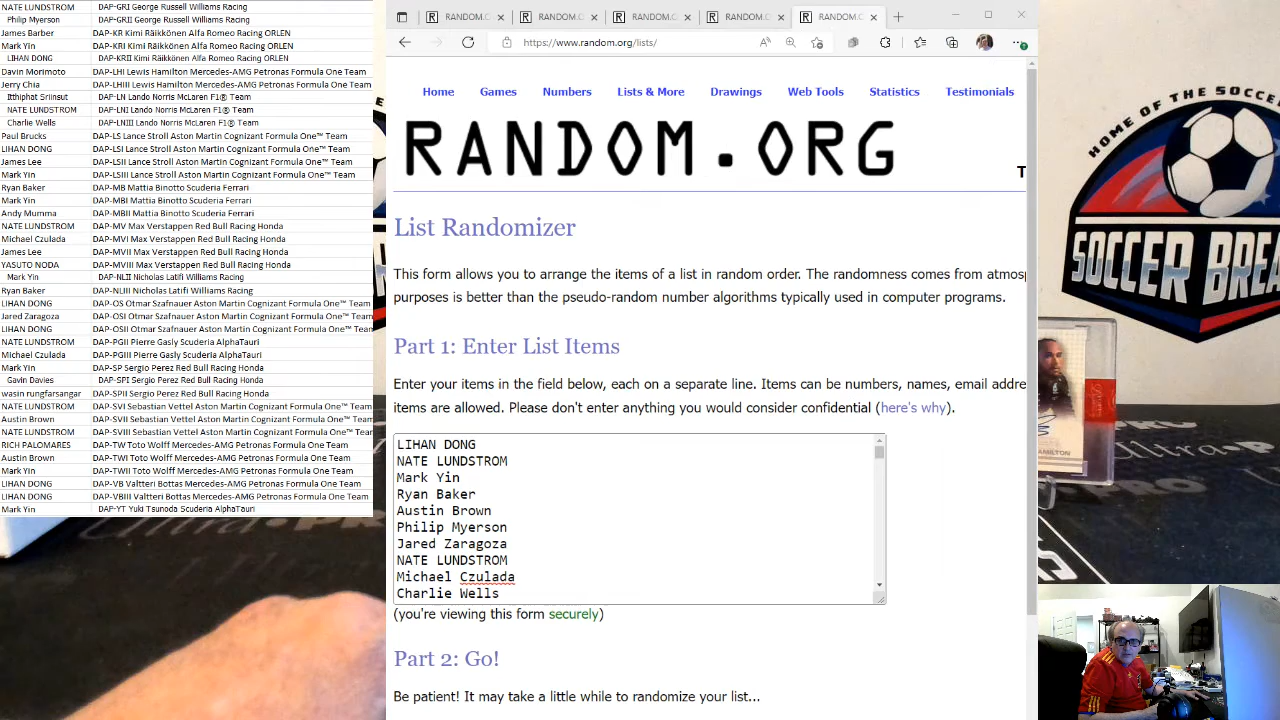 NATE LUNDSTROM DAP-GRI George Russell Williams Racing
Philip Myerson DAP-GRII George Russell Williams Racing
James Barber DAP-KR Kimi Räikkönen Alfa Romeo Racing ORLEN
Mark Yin DAP-KRI Kimi Räikkönen Alfa Romeo Racing ORLEN
LIHAN DONG DAP-KRII Kimi Räikkönen Alfa Romeo Racing ORLEN
Davin Morimoto DAP-LHI Lewis Hamilton Mercedes-AMG Petronas Formula One Team
Jerry Chia DAP-LHIII Lewis Hamilton Mercedes-AMG Petronas Formula One Team
Itthiphat Sriinsut DAP-LN Lando Norris McLaren F1® Team
NATE LUNDSTROM DAP-LNI Lando Norris McLaren F1® Team
Charlie Wells DAP-LNIII Lando Norris McLaren F1® Team
Paul Brucks DAP-LS Lance Stroll Aston Martin Cognizant Formula One™ Team
LIHAN DONG DAP-LSI Lance Stroll Aston Martin Cognizant Formula One™ Team
James Lee DAP-LSII Lance Stroll Aston Martin Cognizant Formula One™ Team
Mark Yin DAP-LSIII Lance Stroll Aston Martin Cognizant Formula One™ Team
Ryan Baker DAP-MB Mattia Binotto Scuderia Ferrari
Mark Yin DAP-MBI Mattia Binotto Scuderia Ferrari
Andy Mumma DAP-MBII Mattia Binotto Scuderia Ferrari
NATE LUNDSTROM DAP-MV Max Verstappen Red Bull Racing Honda
Michael Czulada DAP-MVI Max Verstappen Red Bull Racing Honda
James Lee DAP-MVII Max Verstappen Red Bull Racing Honda
YASUTO NODA DAP-MVIII Max Verstappen Red Bull Racing Honda
Mark Yin DAP-NLII Nicholas Latifi Williams Racing
Ryan Baker DAP-NLIII Nicholas Latifi Williams Racing
LIHAN DONG DAP-OS Otmar Szafnauer Aston Martin Cognizant Formula One™ Team
Jared Zaragoza DAP-OSI Otmar Szafnauer Aston Martin Cognizant Formula One™ Team
LIHAN DONG DAP-OSII Otmar Szafnauer Aston Martin Cognizant Formula One™ Team
NATE LUNDSTROM DAP-PGII Pierre Gasly Scuderia AlphaTauri
Michael Czulada DAP-PGIII Pierre Gasly Scuderia AlphaTauri
Mark Yin DAP-SP Sergio Perez Red Bull Racing Honda
Gavin Davies DAP-SPI Sergio Perez Red Bull Racing Honda
wasin rungfarsangar DAP-SPII Sergio Perez Red Bull Racing Honda
NATE LUNDSTROM DAP-SVI Sebastian Vettel Aston Martin Cognizant Formula One™ Team
Austin Brown DAP-SVII Sebastian Vettel Aston Martin Cognizant Formula One™ Team
NATE LUNDSTROM DAP-SVIII Sebastian Vettel Aston Martin Cognizant Formula One™ Team
RICH PALOMARES DAP-TW Toto Wolff Mercedes-AMG Petronas Formula One Team
Austin Brown DAP-TWI Toto Wolff Mercedes-AMG Petronas Formula One Team
Mark Yin DAP-TWII Toto Wolff Mercedes-AMG Petronas Formula One Team
LIHAN DONG DAP-VB Valtteri Bottas Mercedes-AMG Petronas Formula One Team
LIHAN DONG DAP-VBIII Valtteri Bottas Mercedes-AMG Petronas Formula One Team
Mark Yin DAP-YT Yuki Tsunoda Scuderia AlphaTauri
RANDOM.O RANDOM.O RANDOM.O RANDOM.O RANDOM.O
https://www.random.org/lists/
Home Games Numbers Lists & More Drawings Web Tools Statistics Testimonials
RANDOM.ORG
T
List Randomizer
This form allows you to arrange the items of a list in random order. The randomness comes from atmosp
purposes is better than the pseudo-random number algorithms typically used in computer programs.
Part 1: Enter List Items
Enter your items in the field below, each on a separate line. Items can be numbers, names, email addre
items are allowed. Please don't enter anything you would consider confidential (here's why).
LIHAN DONG
NATE LUNDSTROM
Mark Yin
Ryan Baker
Austin Brown
Philip Myerson
Jared Zaragoza
NATE LUNDSTROM
Michael Czulada
Charlie Wells
(you're viewing this form securely)
Part 2: Go!
Be patient! It may take a little while to randomize your list...
HOME OF THE SOCCER
SOCCER BREA
HAMILTON